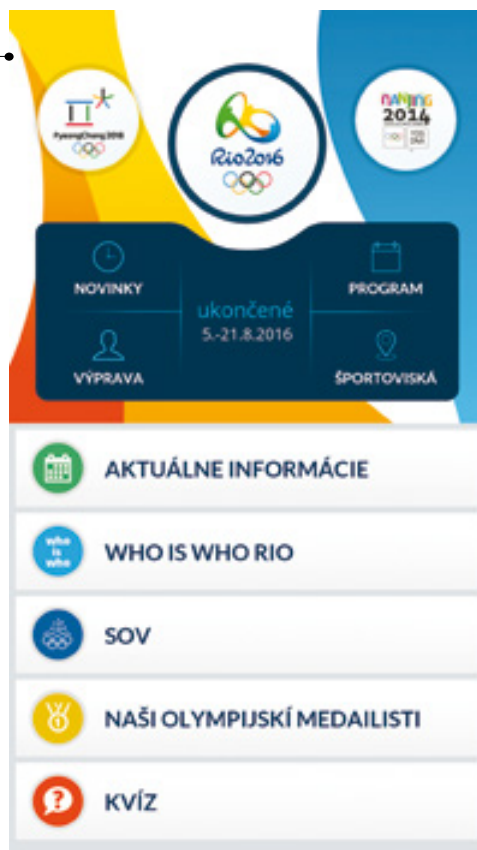 PyeongChang 2018
Rio2016
NANJING
2014
NOVINKY
PROGRAM
ukončené
5.-21.8.2016
VÝPRAVA
ŠPORTOVISKÁ
AKTUÁLNE INFORMÁCIE
who
is
who
WHO IS WHO RIO
SOV
1
NAŠI OLYMPIJSKÍ MEDAILISTI
?
KVÍZ